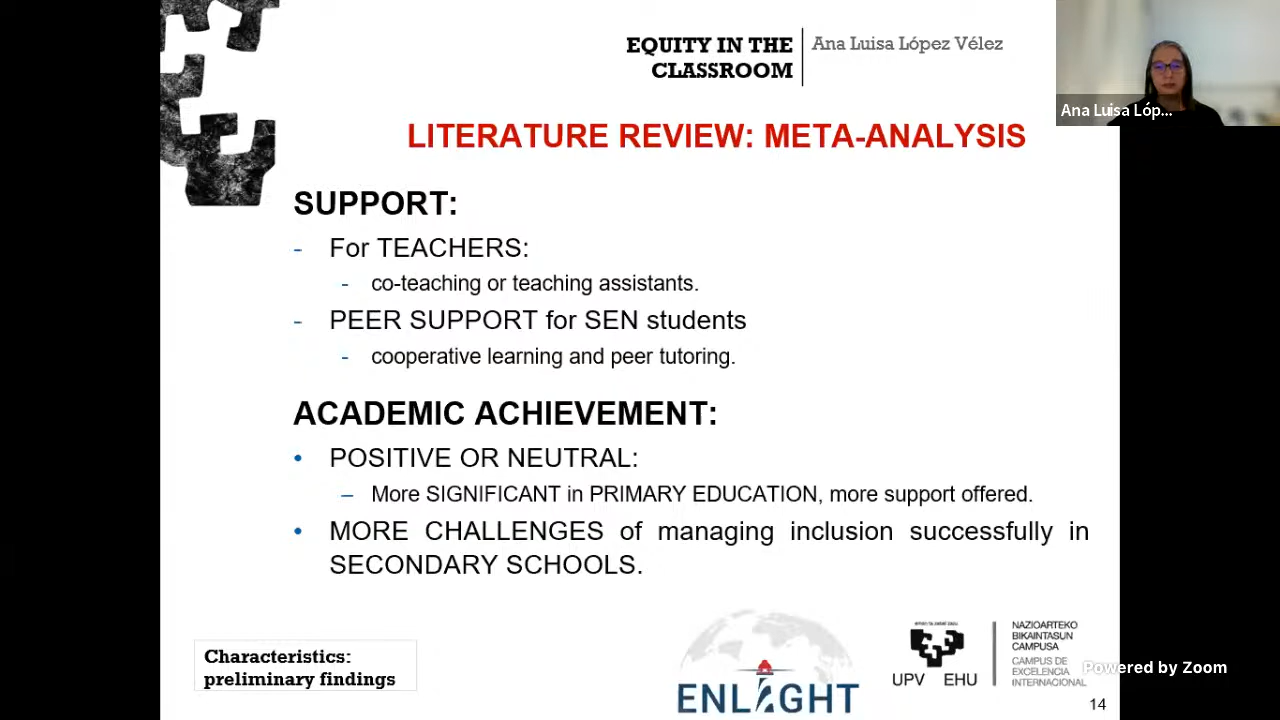 EQUITY IN THE
CLASSROOM
Ana Luisa López Vélez
Ana Luisa Lóp...
LITERATURE REVIEW: META-ANALYSIS
SUPPORT:
- For TEACHERS:
- co-teaching or teaching assistants.
- PEER SUPPORT for SEN students
- cooperative learning and peer tutoring.
ACADEMIC ACHIEVEMENT:
• POSITIVE OR NEUTRAL:
– More SIGNIFICANT in PRIMARY EDUCATION, more support offered.
• MORE CHALLENGES of managing inclusion successfully in
SECONDARY SCHOOLS.
Characteristics:
preliminary findings
ENLIGHT
UPV EHU
NAZIOARTEKO
BIKAINTASUN
CAMPUSA
CAMPUS DE
EXCELENCIA
INTERNACIONAL
Powered by Zoom
14